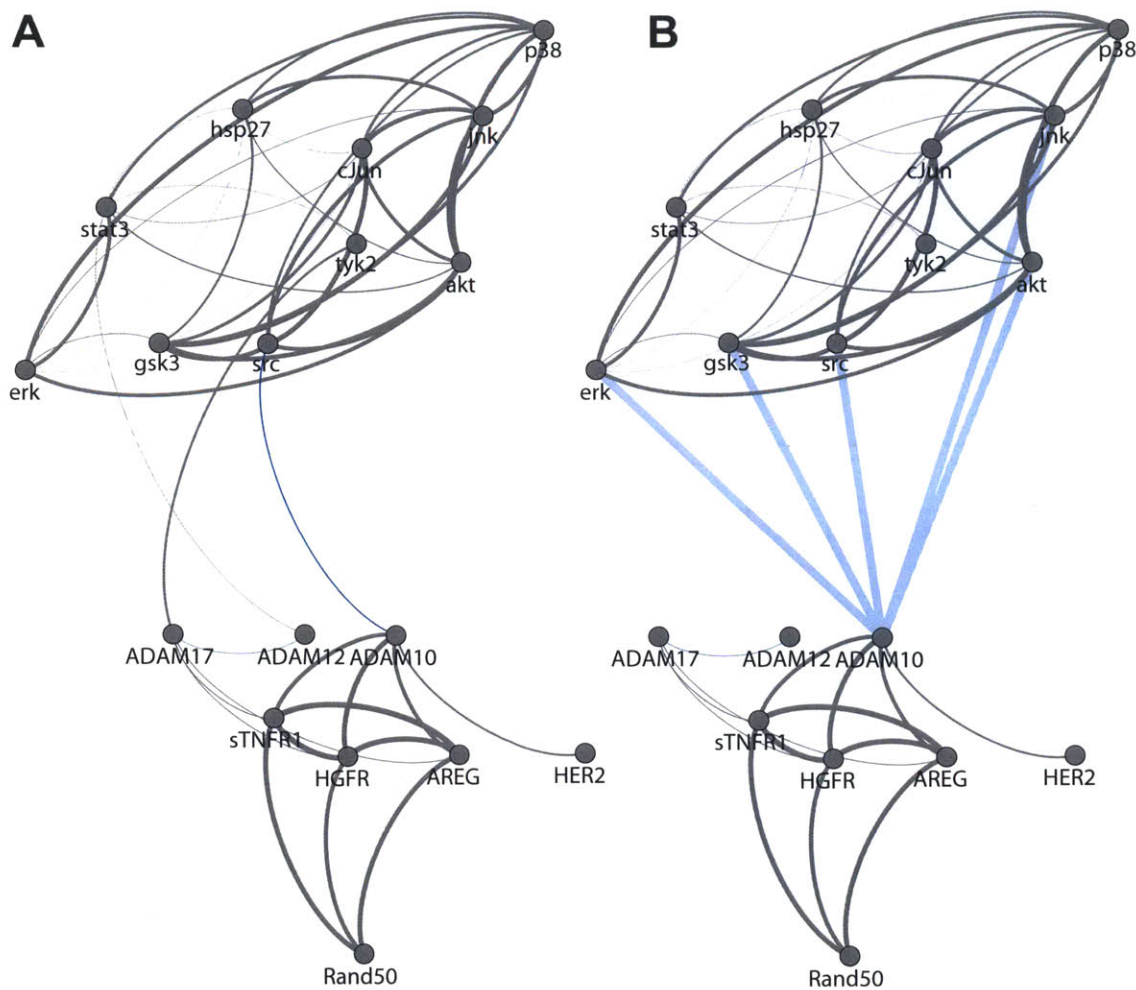 A
p38
hsp27
jnk
cJun
stat3
tyk2
akt
gsk3
src
erk
ADAM17
ADAM12
ADAM10
sTNFR1
HGFR
AREG
HER2
Rand50
B
p38
hsp27
jnk
cJun
stat3
tyk2
akt
gsk3
src
erk
ADAM17
ADAM12
ADAM10
sTNFR1
HGFR
AREG
HER2
Rand50